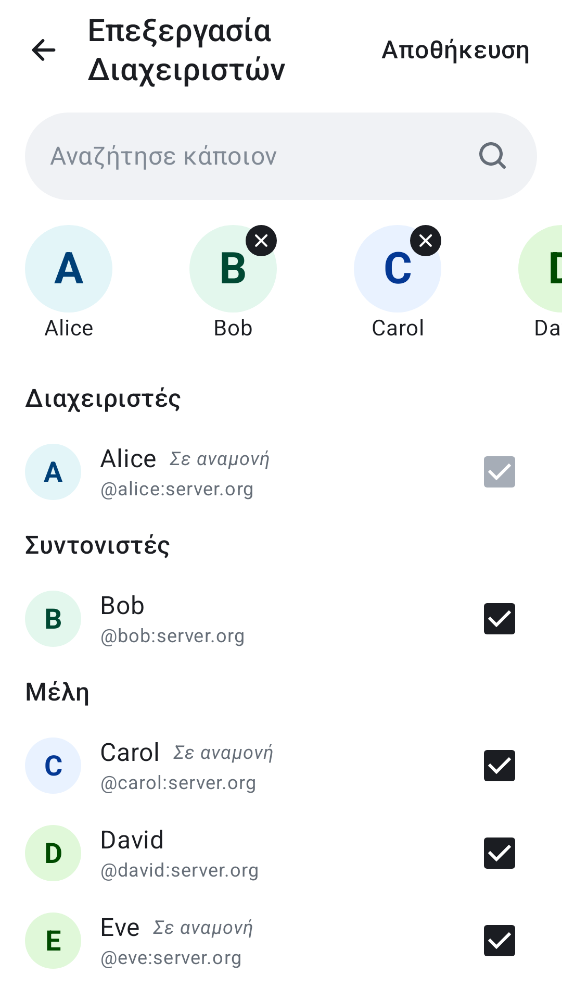 Επεξεργασία
Διαχειριστών
Αποθήκευση
Αναζήτησε κάποιον
A
B
C
D
Alice
Bob
Carol
Da
Διαχειριστές
A
Alice Σε αναμονή
@alice:server.org
Συντονιστές
B
Bob
@bob:server.org
Μέλη
C
Carol Σε αναμονή
@carol:server.org
D
David
@david:server.org
E
Eve Σε αναμονή
@eve:server.org